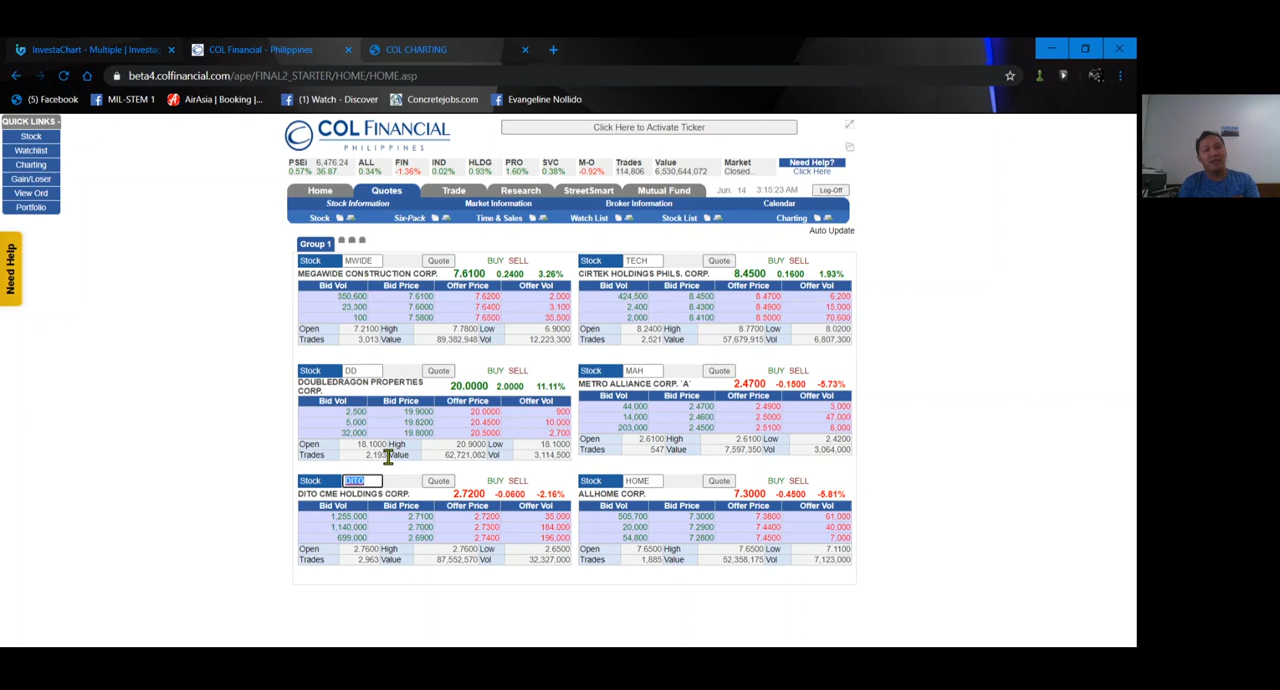 InvestaChart - Multiple | Investag × COL Financial - Philippines × COL CHARTING × +
beta4.colfinancial.com/ape/FINAL2_STARTER/HOME/HOME.asp
(5) Facebook MIL-STEM 1 AirAsia | Booking |... (1) Watch - Discover Concretejobs.com Evangeline Nollido
QUICK LINKS -
Stock
Watchlist
Charting
Gain/Loser
View Ord
Portfolio
Need Help
COL FINANCIAL
PHILIPPINES
Click Here to Activate Ticker
PSEi 6,476.24 ALL FIN IND HLDG PRO SVC M-O Trades Value Market Need Help?
0.57% 36.87 0.34% -1.36% 0.02% 0.93% 1.60% 0.38% -0.92% 114,806 6,530,644,072 Closed... Click Here
Home Quotes Trade Research StreetSmart Mutual Fund Jun. 14 3:15:23 AM Log-Off
Stock Information Market Information Broker Information Calendar
Stock Six-Pack Time & Sales Watch List Stock List Charting
Auto Update
Group 1
Stock MWIDE Quote BUY SELL
MEGAWIDE CONSTRUCTION CORP. 7.6100 0.2400 3.26%
Bid Vol Bid Price Offer Price Offer Vol
350,600 7.6100 7.6200 2,000
23,300 7.6000 7.6400 3,100
100 7.5800 7.6500 35,500
Open 7.2100 High 7.7800 Low 6.9000
Trades 3,013 Value 89,382,948 Vol 12,223,300
Stock TECH Quote BUY SELL
CIRTEK HOLDINGS PHILS. CORP. 8.4500 0.1600 1.93%
Bid Vol Bid Price Offer Price Offer Vol
424,500 8.4500 8.4700 6,200
2,400 8.4300 8.4900 15,000
2,000 8.4100 8.5000 70,600
Open 8.2400 High 8.7700 Low 8.0200
Trades 2,521 Value 57,679,915 Vol 6,807,300
Stock DD Quote BUY SELL
DOUBLEDRAGON PROPERTIES
CORP. 20.0000 2.0000 11.11%
Bid Vol Bid Price Offer Price Offer Vol
2,500 19.9000 20.0000 900
5,000 19.8200 20.4500 10,000
32,000 19.8000 20.5000 2,700
Open 18.1000 High 20.9000 Low 18.1000
Trades Value 62,721,082 Vol 3,114,500
Stock MAH Quote BUY SELL
METRO ALLIANCE CORP. 'A' 2.4700 -0.1500 -5.73%
Bid Vol Bid Price Offer Price Offer Vol
44,000 2.4700 2.4900 3,000
14,000 2.4600 2.5000 47,000
203,000 2.4500 2.5100 8,000
Open 2.6100 High 2.6100 Low 2.4200
Trades 547 Value 7,597,350 Vol 3,064,000
Stock DITO Quote BUY SELL
DITO CME HOLDINGS CORP. 2.7200 -0.0600 -2.16%
Bid Vol Bid Price Offer Price Offer Vol
1,255,000 2.7100 2.7200 35,000
1,140,000 2.7000 2.7300 184,000
699,000 2.6900 2.7400 196,000
Open 2.7600 High 2.7600 Low 2.6500
Trades 2,963 Value 87,552,570 Vol 32,327,000
Stock HOME Quote BUY SELL
ALLHOME CORP. 7.3000 -0.4500 -5.81%
Bid Vol Bid Price Offer Price Offer Vol
505,700 7.3000 7.3800 61,000
20,000 7.2900 7.4400 40,000
54,800 7.2800 7.4500 7,000
Open 7.6500 High 7.6500 Low 7.1100
Trades 1,885 Value 52,358,175 Vol 7,123,000